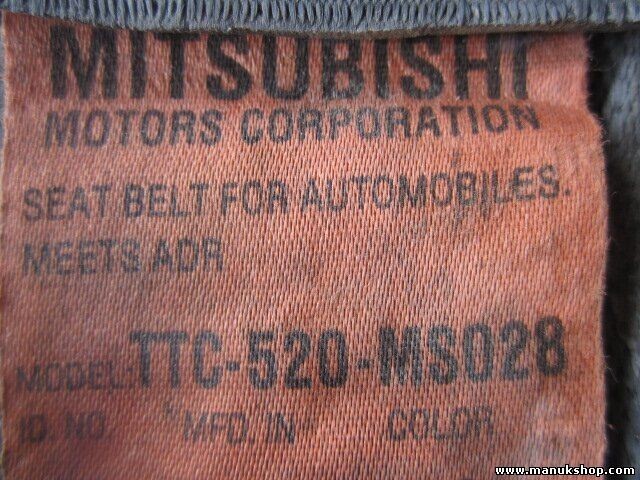 MITSUBISHI
MOTORS CORPORATION
SEAT BELT FOR AUTOMOBILES.
MEETS ADR
MODEL: TTC-520-MS028
ID. NO. MFD. IN COLOR
www.manukshop.com